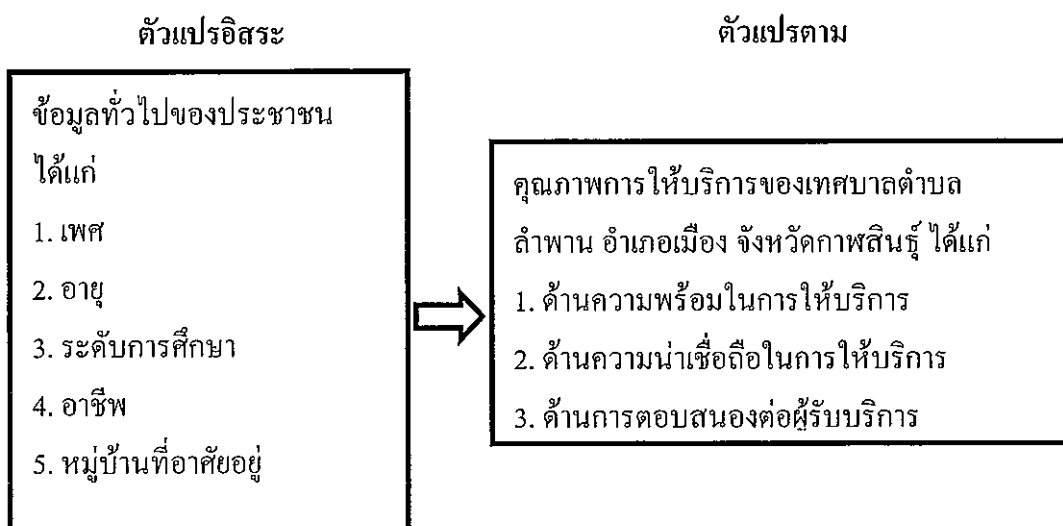 ตัวแปรอิสระ
ตัวแปรตาม
ข้อมูลทั่วไปของประชาชน
ได้แก่
1. เพศ
2. อายุ
3. ระดับการศึกษา
4. อาชีพ
5. หมู่บ้านที่อาศัยอยู่
คุณภาพการให้บริการของเทศบาลตำบล
ลำพาน อำเภอเมือง จังหวัดกาฬสินธุ์ ได้แก่
1. ด้านความพร้อมในการให้บริการ
2. ด้านความน่าเชื่อถือในการให้บริการ
3. ด้านการตอบสนองต่อผู้รับบริการ